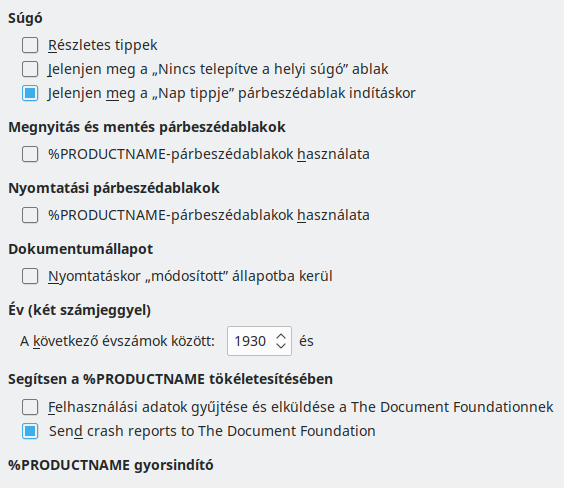 Súgó
Részletes tippek
Jelenjen meg a „Nincs telepítve a helyi súgó” ablak
Jelenjen meg a „Nap tippje” párbeszédablak indításkor
Megnyitás és mentés párbeszédablakok
%PRODUCTNAME-párbeszédablakok használata
Nyomtatási párbeszédablakok
%PRODUCTNAME-párbeszédablakok használata
Dokumentumállapot
Nyomtatáskor „módosított” állapotba kerül
Év (két számjeggyel)
A következő évszámok között: 1930 és
Segítsen a %PRODUCTNAME tökéletesítésében
Felhasználási adatok gyűjtése és elküldése a The Document Foundationnek
Send crash reports to The Document Foundation
%PRODUCTNAME gyorsindító